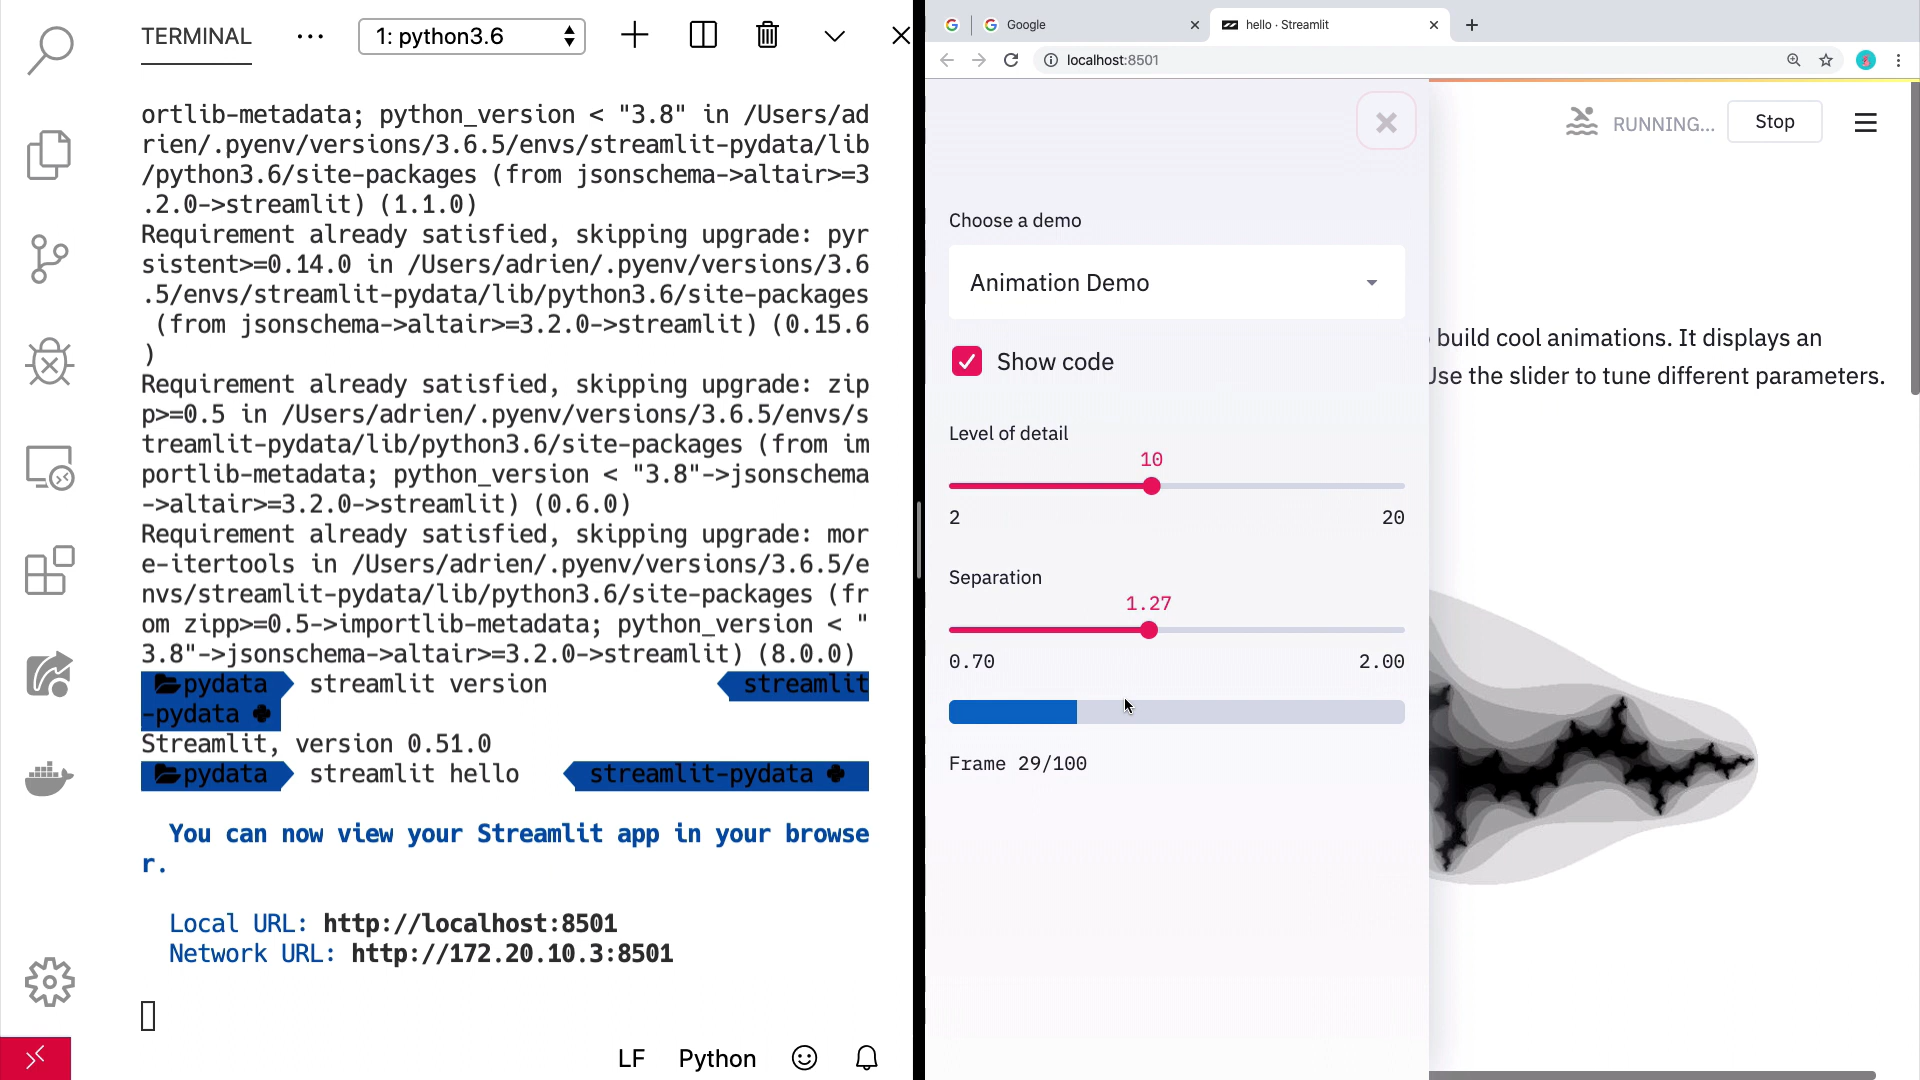 TERMINAL ··· 1: python3.6
ortlib-metadata; python_version < "3.8" in /Users/ad
rien/.pyenv/versions/3.6.5/envs/streamlit-pydata/lib
/python3.6/site-packages (from jsonschema->altair>=3
.2.0->streamlit) (1.1.0)
Requirement already satisfied, skipping upgrade: pyr
sistent>=0.14.0 in /Users/adrien/.pyenv/versions/3.6
.5/envs/streamlit-pydata/lib/python3.6/site-packages
(from jsonschema->altair>=3.2.0->streamlit) (0.15.6
)
Requirement already satisfied, skipping upgrade: zip
p>=0.5 in /Users/adrien/.pyenv/versions/3.6.5/envs/s
treamlit-pydata/lib/python3.6/site-packages (from im
portlib-metadata; python_version < "3.8"->jsonschema
->altair>=3.2.0->streamlit) (0.6.0)
Requirement already satisfied, skipping upgrade: mor
e-itertools in /Users/adrien/.pyenv/versions/3.6.5/e
nvs/streamlit-pydata/lib/python3.6/site-packages (fr
om zipp>=0.5->importlib-metadata; python_version < "
3.8"->jsonschema->altair>=3.2.0->streamlit) (8.0.0)
pydata streamlit version streamlit
-pydata
Streamlit, version 0.51.0
pydata streamlit hello streamlit-pydata
You can now view your Streamlit app in your browse
r.
Local URL: http://localhost:8501
Network URL: http://172.20.10.3:8501
LF Python
Google
hello · Streamlit
localhost:8501
RUNNING... Stop
Choose a demo
Animation Demo
Show code
Level of detail
10
2 20
Separation
1.27
0.70 2.00
Frame 29/100
build cool animations. It displays an
Use the slider to tune different parameters.